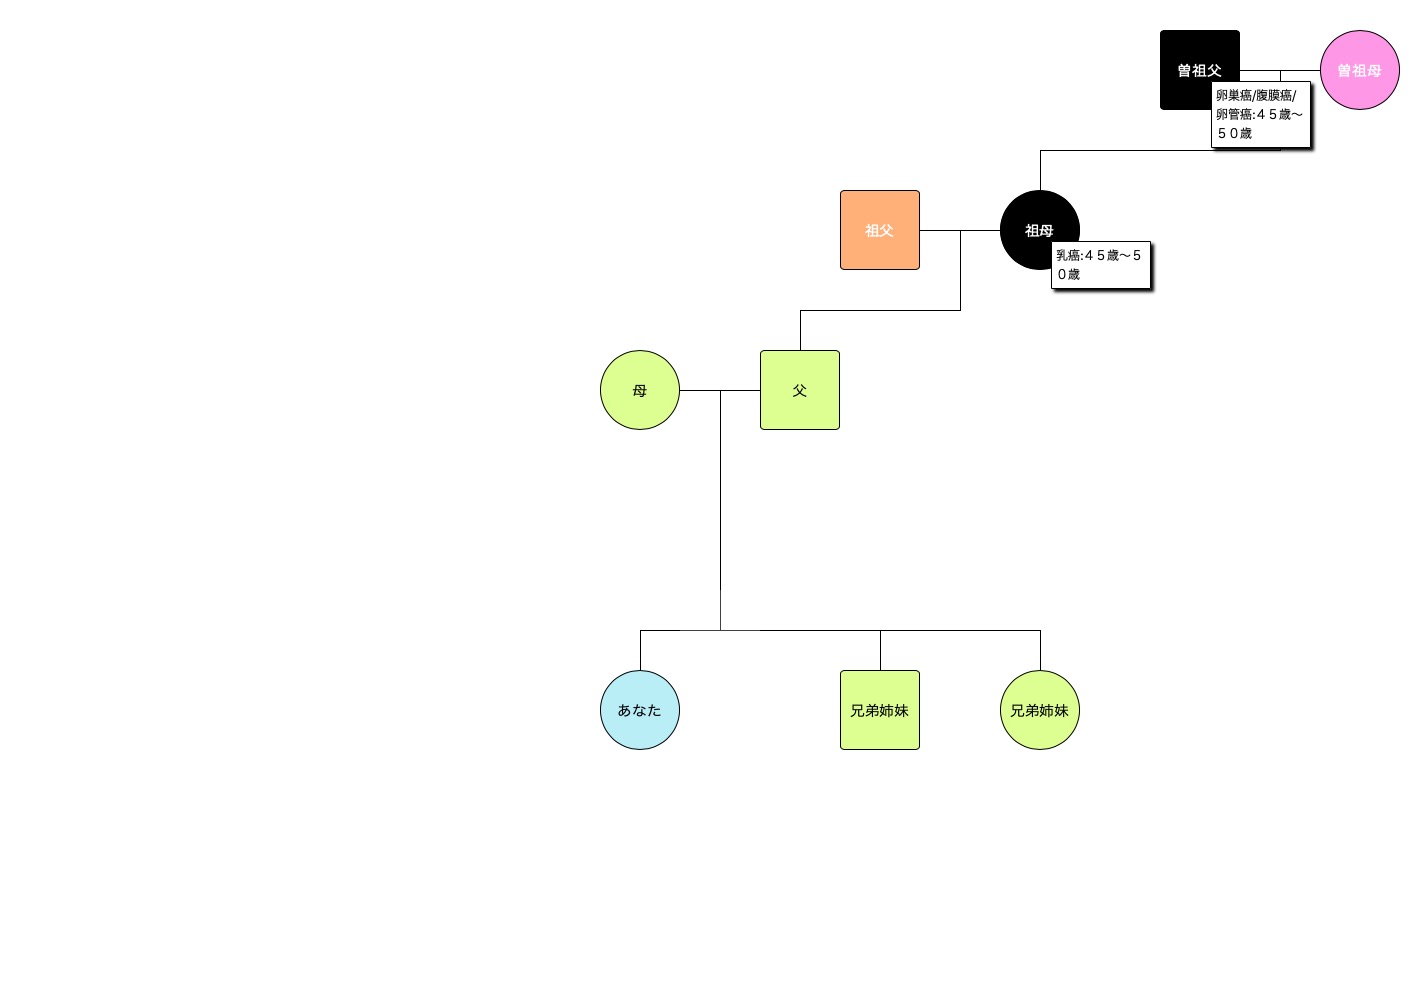 曽祖父
曽祖母
卵巣癌/腹膜癌/
卵管癌:４５歳〜
５０歳
祖父
祖母
乳癌:４５歳〜５
０歳
母
父
あなた
兄弟姉妹
兄弟姉妹